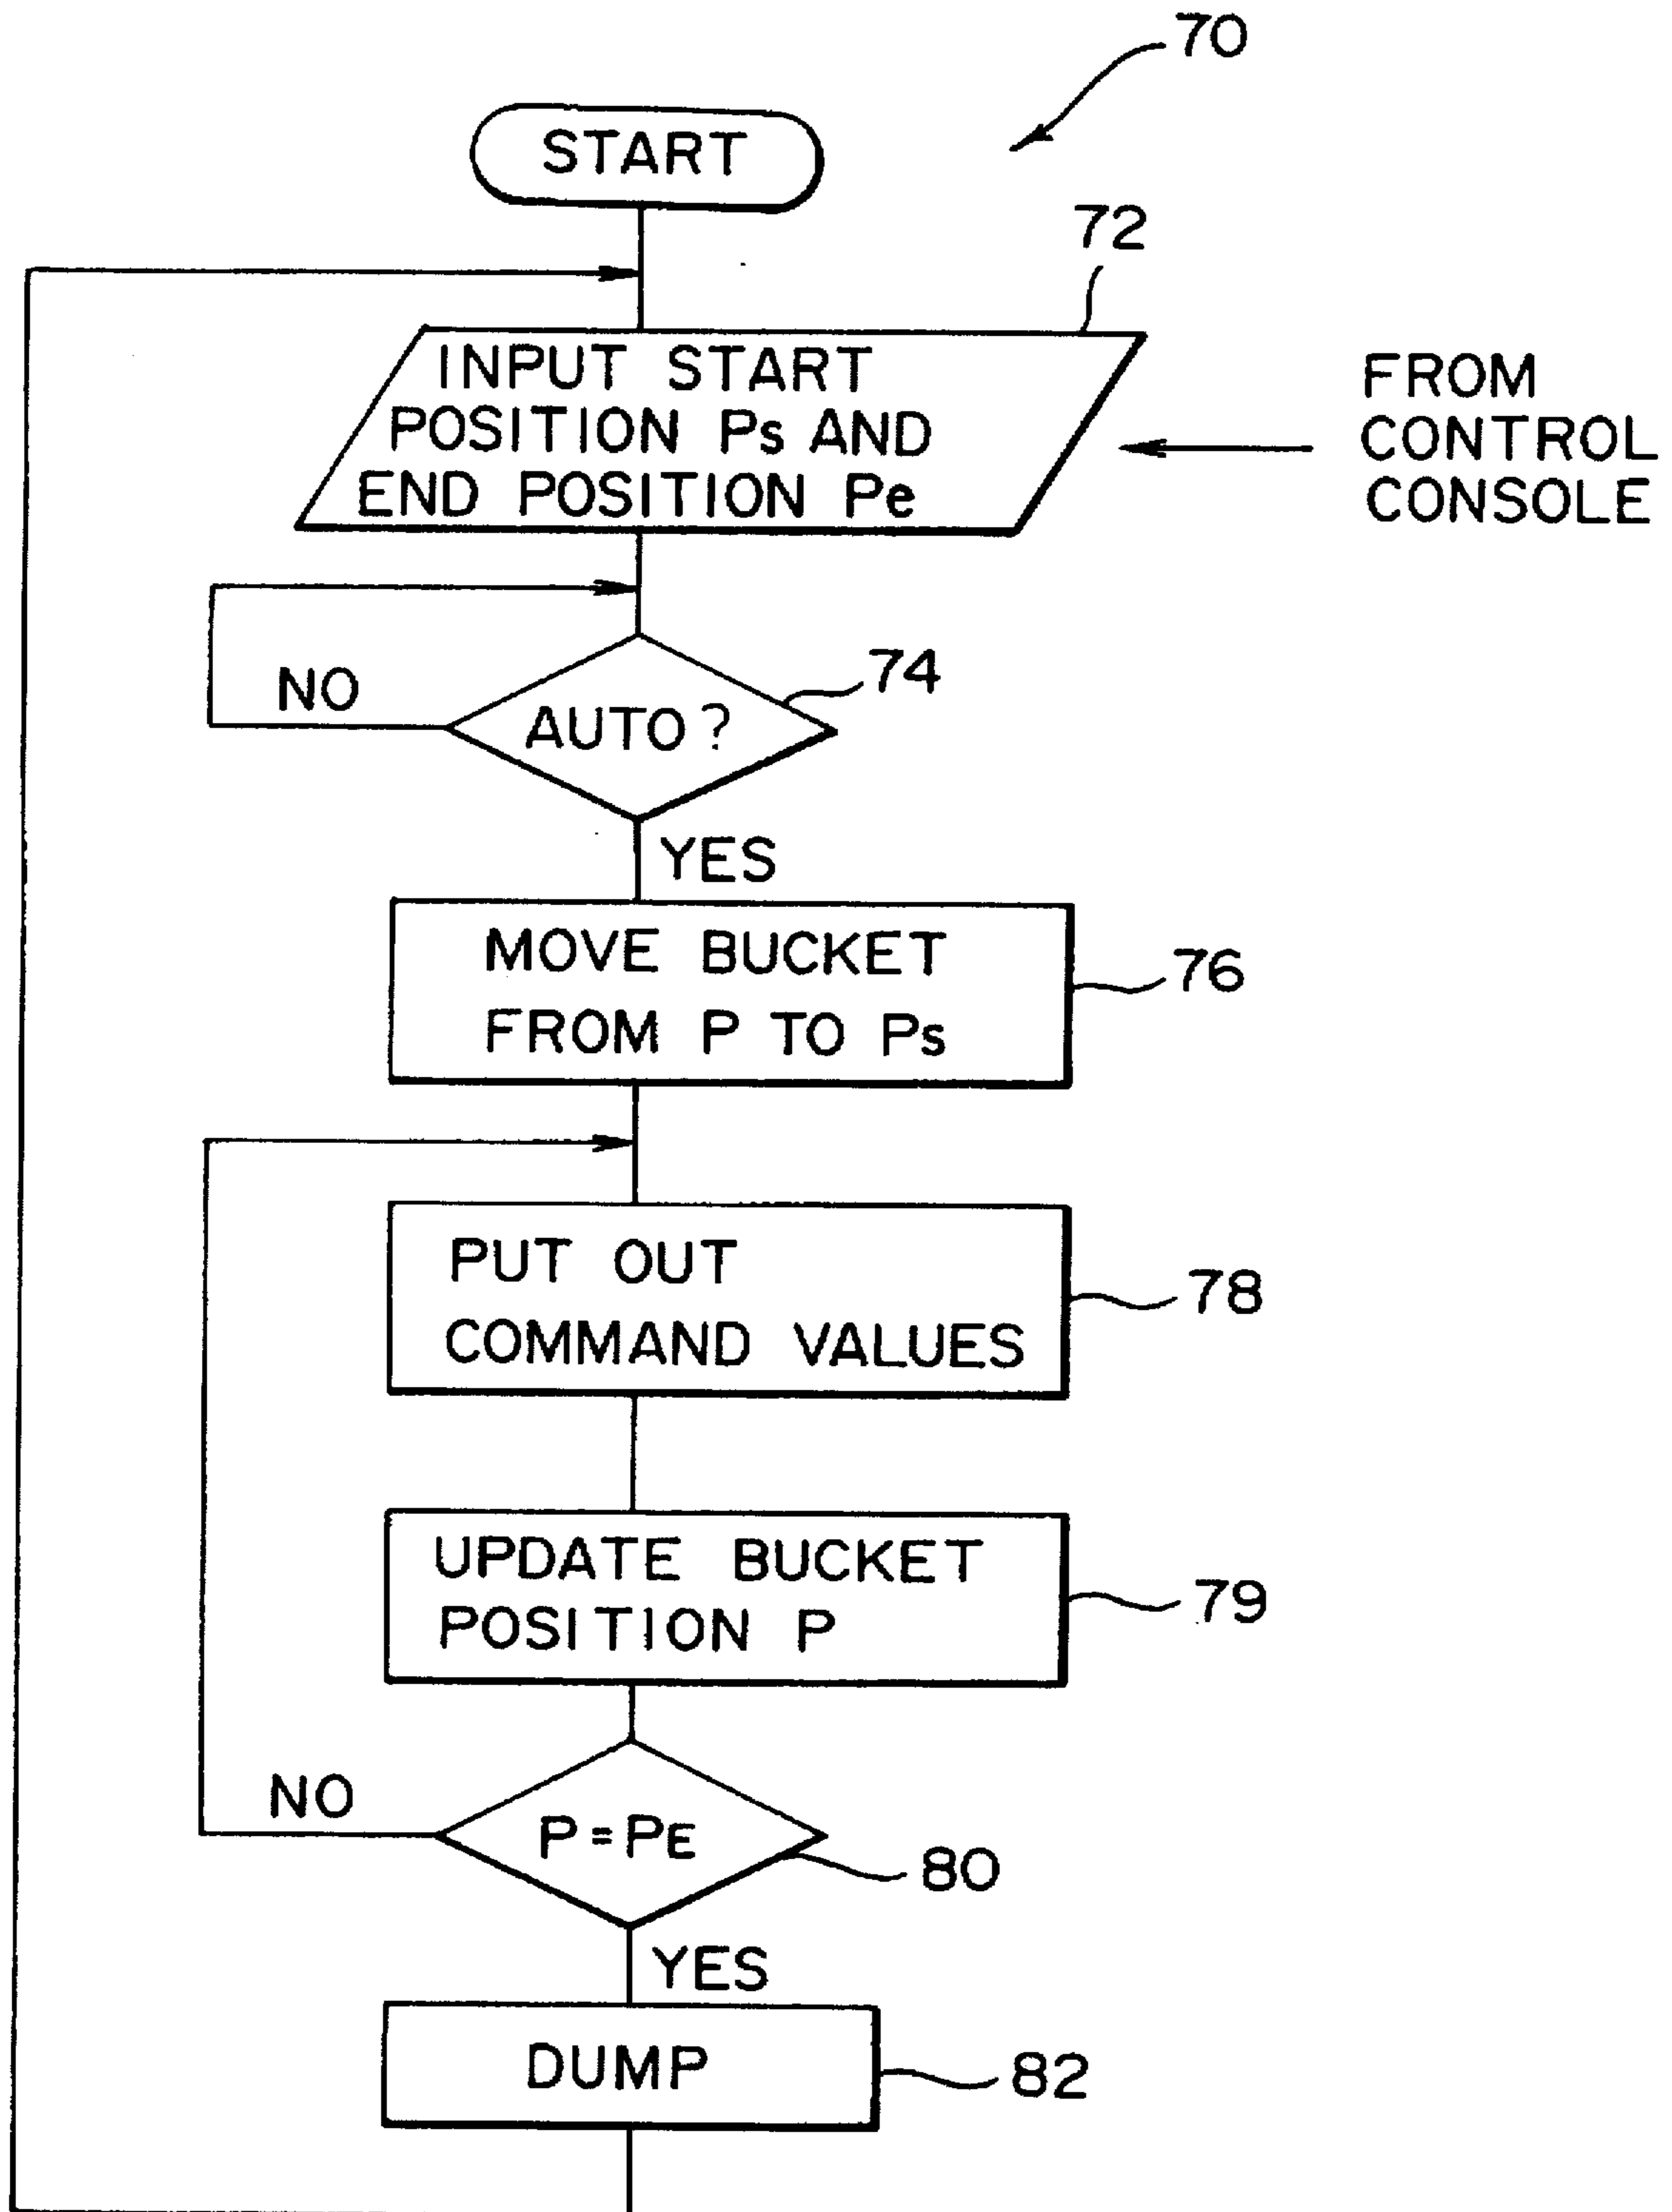 70
START
72
INPUT START
POSITION Ps AND
END POSITION Pe
FROM
CONTROL
CONSOLE
74
NO
AUTO?
YES
MOVE BUCKET
FROM P TO Ps
76
PUT OUT
COMMAND VALUES
78
UPDATE BUCKET
POSITION P
79
NO
P=PE
80
YES
DUMP
82